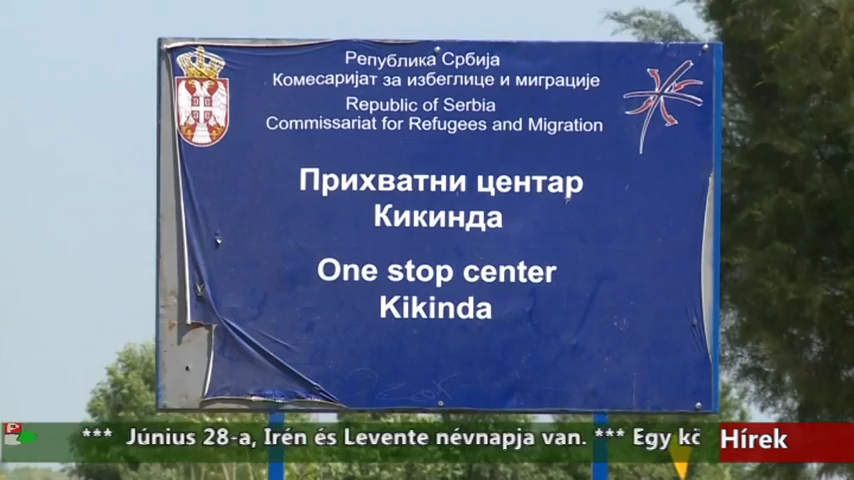 Република Србија
Комесаријат за избеглице и миграције
Republic of Serbia
Commissariat for Refugees and Migration
Прихватни центар
Кикинда
One stop center
Kikinda
*** Június 28-a, Irén és Levente névnapja van. *** Egy
Hírek